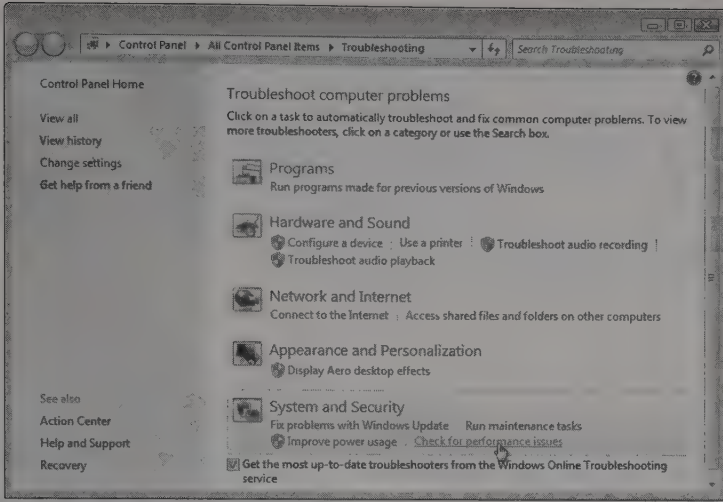 Control Panel ▸ All Control Panel Items ▸ Troubleshooting
Search Troubleshooting
Control Panel Home
View all
View history
Change settings
Get help from a friend
See also
Action Center
Help and Support
Recovery
Troubleshoot computer problems
Click on a task to automatically troubleshoot and fix common computer problems. To view
more troubleshooters, click on a category or use the Search box.
Programs
Run programs made for previous versions of Windows
Hardware and Sound
Configure a device | Use a printer | Troubleshoot audio recording |
Troubleshoot audio playback
Network and Internet
Connect to the Internet | Access shared files and folders on other computers
Appearance and Personalization
Display Aero desktop effects
System and Security
Fix problems with Windows Update Run maintenance tasks
Improve power usage Check for performance issues
Get the most up-to-date troubleshooters from the Windows Online Troubleshooting
service